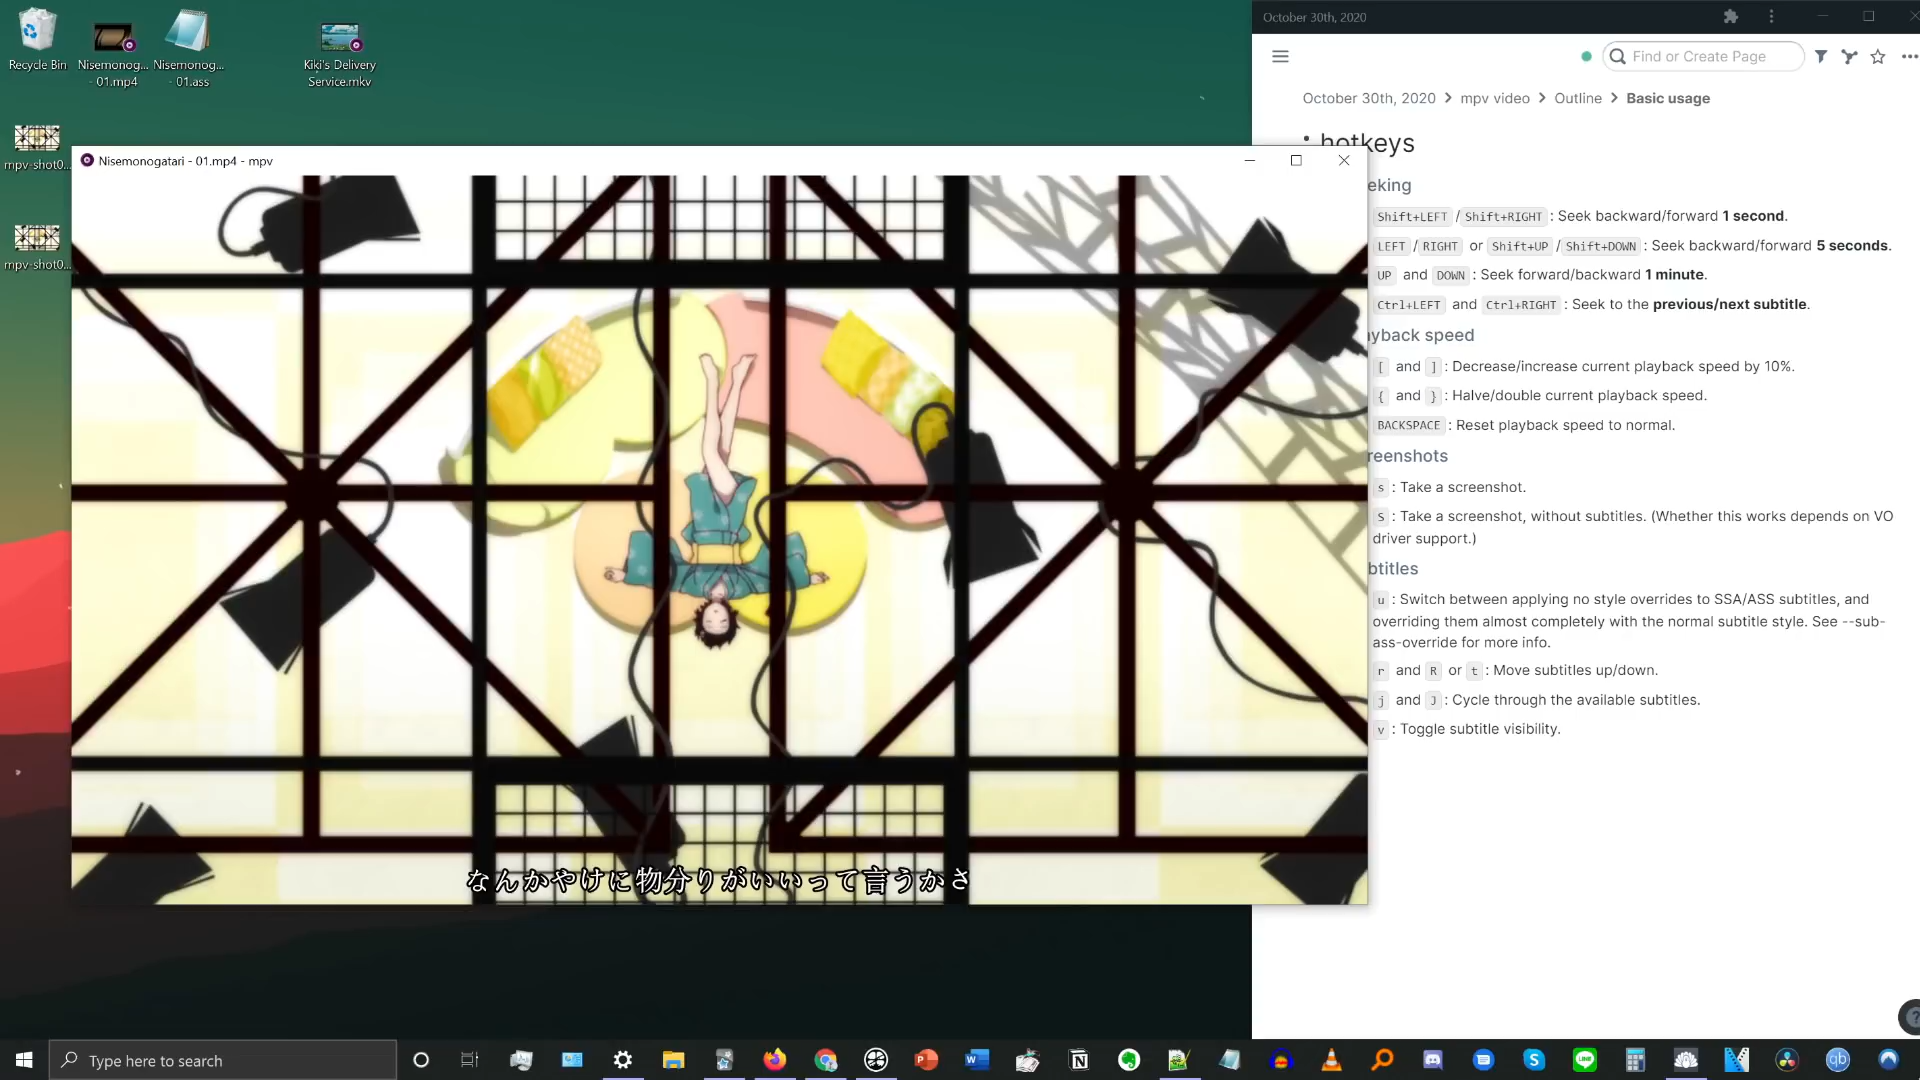 Recycle Bin
Nisemonog...
- 01.mp4
Nisemonog...
- 01.ass
Kiki's Delivery
Service.mkv
mpv-shot0...
mpv-shot0...
Nisemonogatari - 01.mp4 - mpv
なんかやけに物分りがいいって言うかさ
October 30th, 2020
Find or Create Page
October 30th, 2020 > mpv video > Outline > Basic usage
hotkeys
eking
Shift+LEFT / Shift+RIGHT : Seek backward/forward 1 second.
LEFT / RIGHT or Shift+UP / Shift+DOWN : Seek backward/forward 5 seconds.
UP and DOWN : Seek forward/backward 1 minute.
Ctrl+LEFT and Ctrl+RIGHT : Seek to the previous/next subtitle.
yback speed
[ and ] : Decrease/increase current playback speed by 10%.
{ and } : Halve/double current playback speed.
BACKSPACE : Reset playback speed to normal.
reenshots
s : Take a screenshot.
S : Take a screenshot, without subtitles. (Whether this works depends on VO
driver support.)
btitles
u : Switch between applying no style overrides to SSA/ASS subtitles, and
overriding them almost completely with the normal subtitle style. See --sub-
ass-override for more info.
r and R or t : Move subtitles up/down.
j and J : Cycle through the available subtitles.
v : Toggle subtitle visibility.
Type here to search